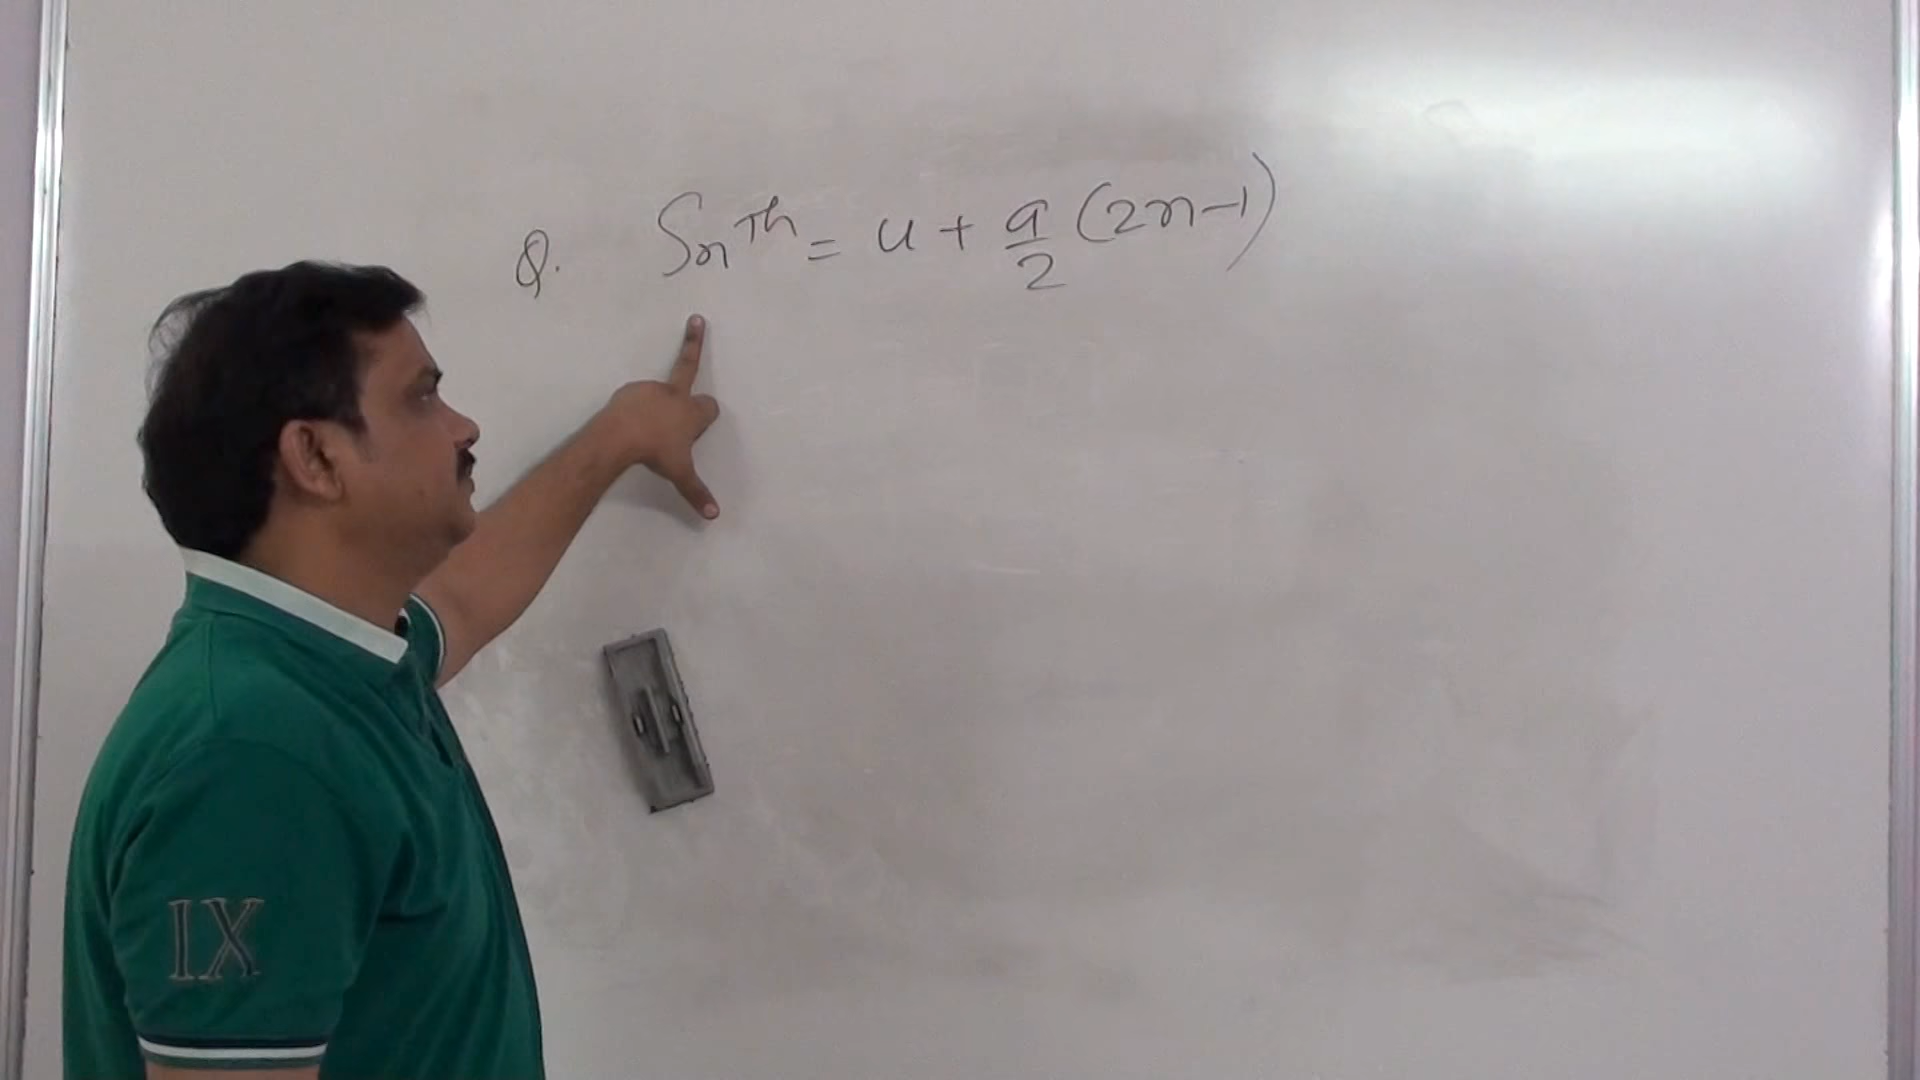 Q. Snth = u + a/2 (2n-1)
IX